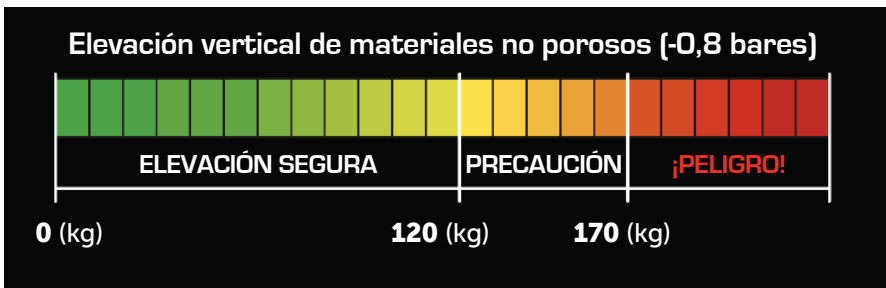 Elevación vertical de materiales no porosos (-0,8 bares)
ELEVACIÓN SEGURA PRECAUCIÓN ¡PELIGRO!
0 (kg) 120 (kg) 170 (kg)